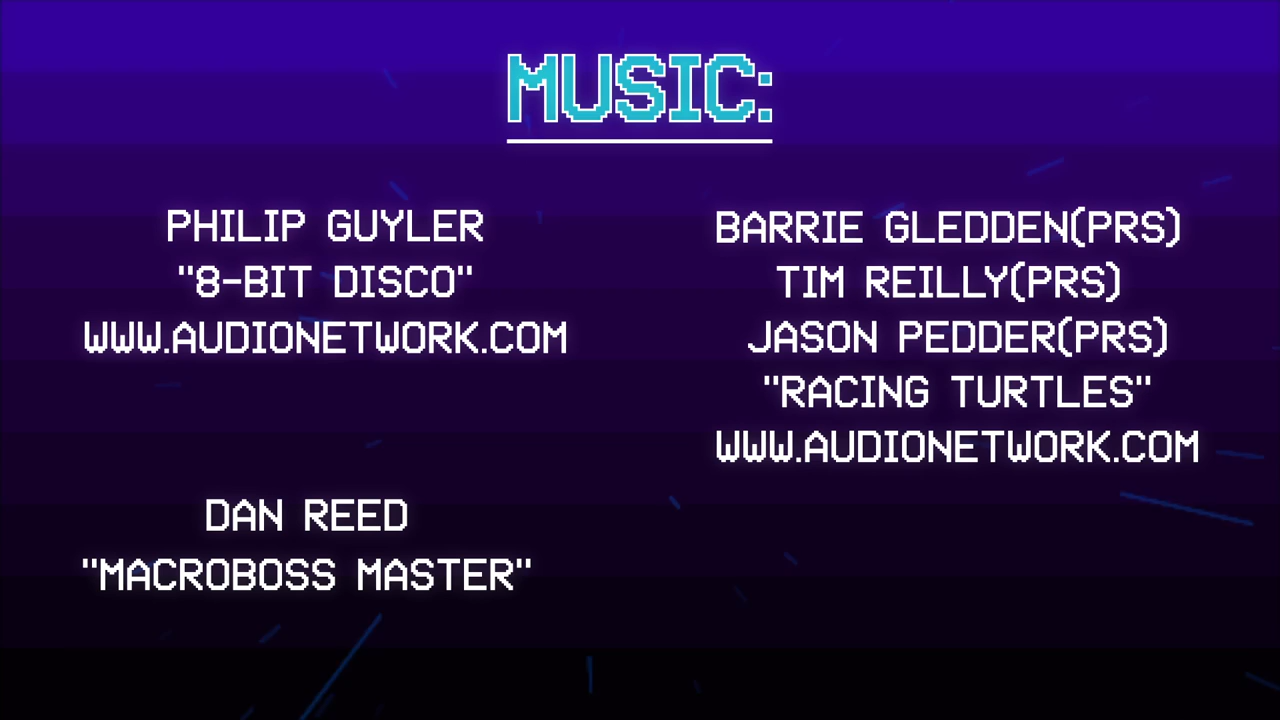 MUSIC:
PHILIP GUYLER
"8-BIT DISCO"
WWW.AUDIONETWORK.COM
DAN REED
"MACROBOSS MASTER"
BARRIE GLEDDEN(PRS)
TIM REILLY(PRS)
JASON PEDDER(PRS)
"RACING TURTLES"
WWW.AUDIONETWORK.COM